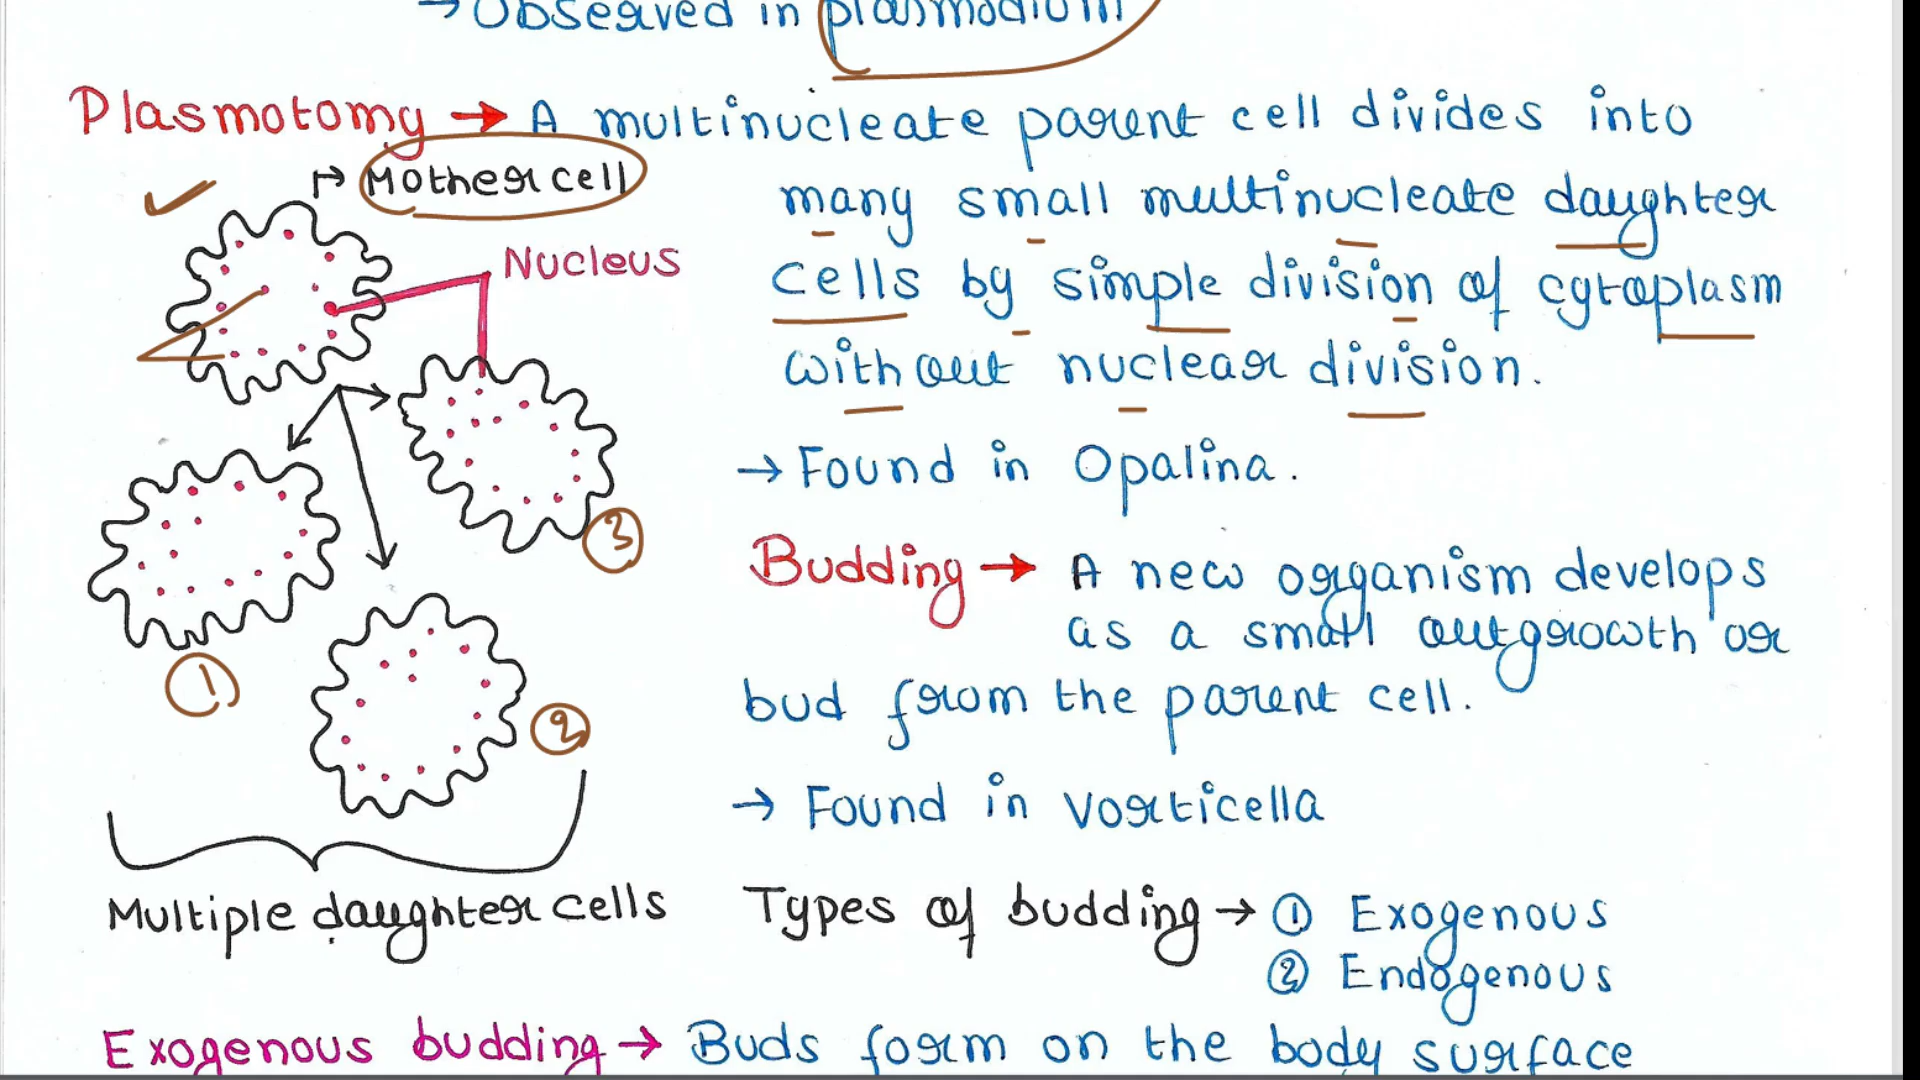 → Observed in plasmodium
Plasmotomy → A multinucleate parent cell divides into
↦ Mother cell
many small multinucleate daughter
Nucleus
cells by simple division of cytoplasm
without nuclear division.
→ Found in Opalina.
3
Budding → A new organism develops
as a small outgrowth or
1
bud from the parent cell.
2
→ Found in vorticella
Multiple daughter cells
Types of budding → ① Exogenous
② Endogenous
Exogenous budding → Buds form on the body surface